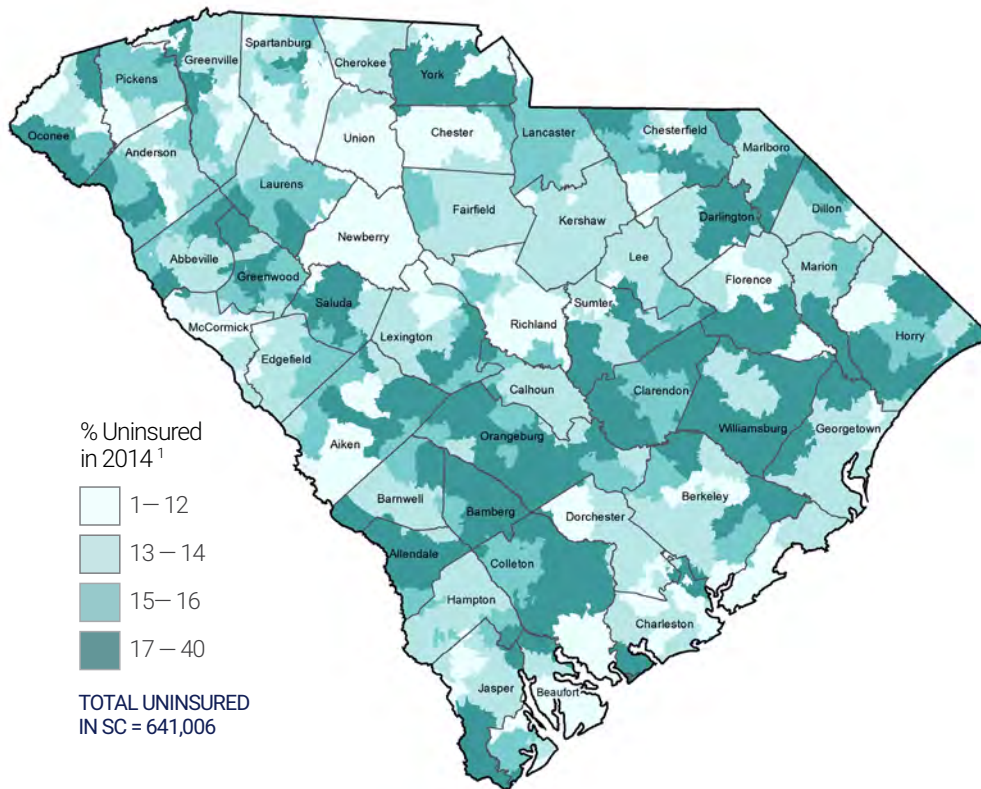 Spartanburg
Cherokee
York
Greenville
Pickens
Oconee
Union
Chester
Lancaster
Chesterfield
Marlboro
Anderson
Laurens
Fairfield
Kershaw
Darlington
Dillon
Newberry
Abbeville
Greenwood
Lee
Florence
Marion
Saluda
Sumter
McCormick
Richland
Lexington
Horry
Edgefield
Calhoun
Clarendon
Aiken
Orangeburg
Williamsburg
Georgetown
Barnwell
Bamberg
Berkeley
Dorchester
Allendale
Colleton
Hampton
Charleston
Jasper
Beaufort
% Uninsured
in 2014 1
1 – 12
13 – 14
15 – 16
17 – 40
TOTAL UNINSURED
IN SC = 641,006